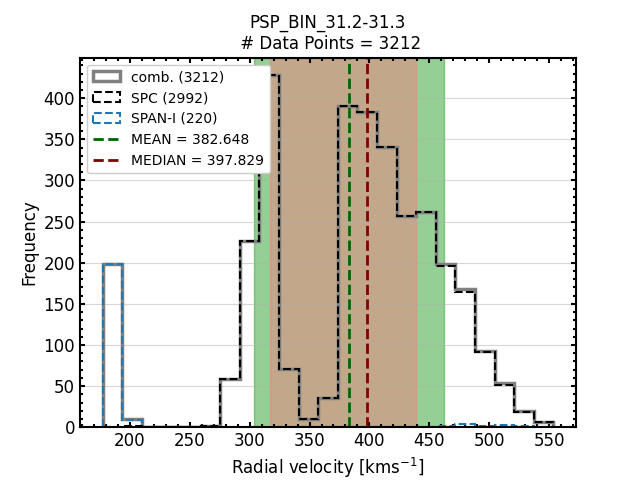 PSP_BIN_31.2-31.3
# Data Points = 3212
comb. (3212)
SPC (2992)
SPAN-I (220)
MEAN = 382.648
MEDIAN = 397.829
Frequency
400
350
300
250
200
150
100
50
0
200 250 300 350 400 450 500 550
Radial velocity [kms⁻¹]